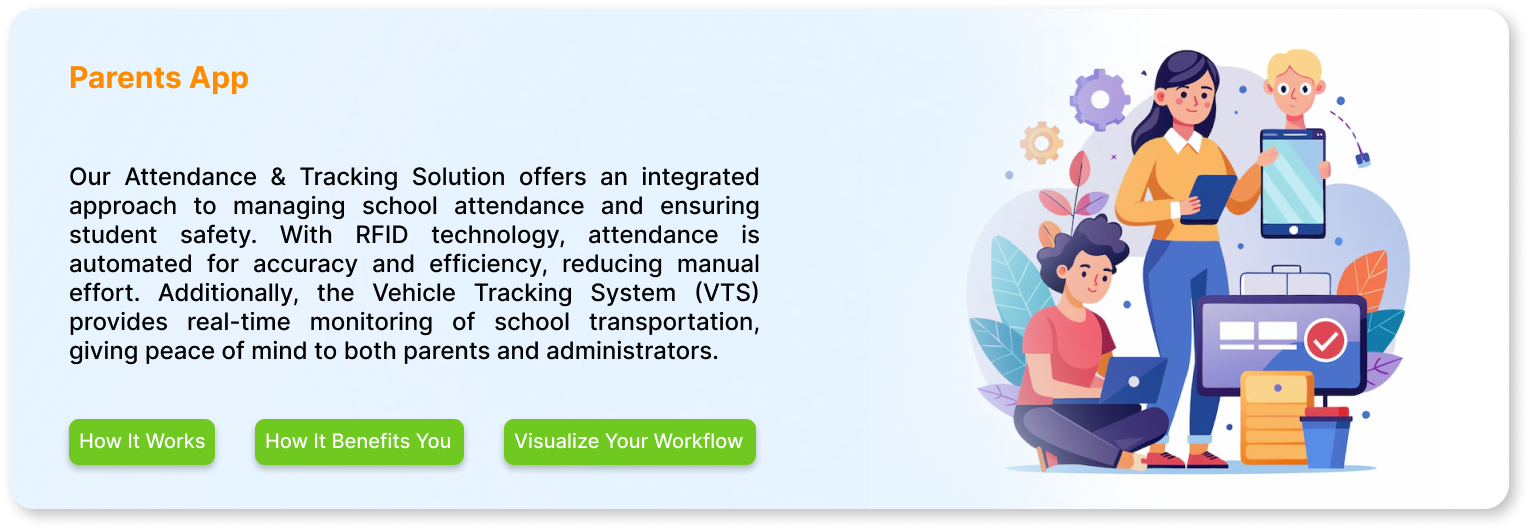 Parents App
Our Attendance & Tracking Solution offers an integrated
approach to managing school attendance and ensuring
student safety. With RFID technology, attendance is
automated for accuracy and efficiency, reducing manual
effort. Additionally, the Vehicle Tracking System (VTS)
provides real-time monitoring of school transportation,
giving peace of mind to both parents and administrators.
How It Works
How It Benefits You
Visualize Your Workflow